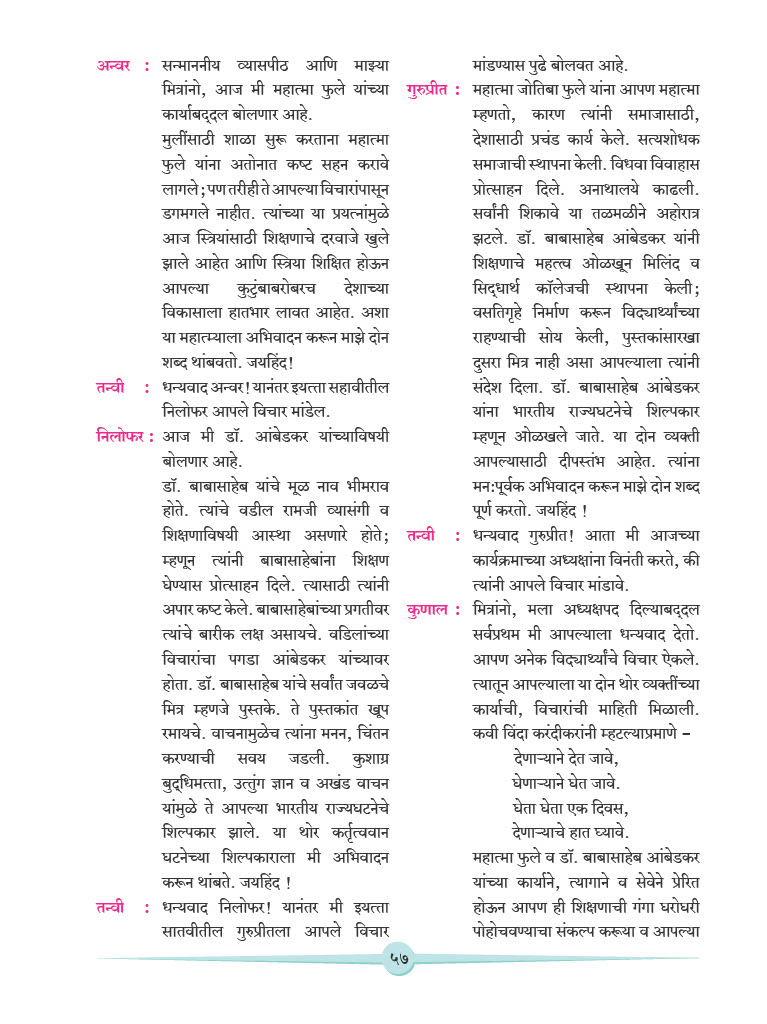 अन्वर : सन्माननीय व्यासपीठ आणि माझ्या
मित्रांनो, आज मी महात्मा फुले यांच्या
कार्याबद्दल बोलणार आहे.
मुलींसाठी शाळा सुरू करताना महात्मा
फुले यांना अतोनात कष्ट सहन करावे
लागले; पण तरीही ते आपल्या विचारांपासून
डगमगले नाहीत. त्यांच्या या प्रयत्नांमुळे
आज स्त्रियांसाठी शिक्षणाचे दरवाजे खुले
झाले आहेत आणि स्त्रिया शिक्षित होऊन
आपल्या कुटुंबाबरोबरच देशाच्या
विकासाला हातभार लावत आहेत. अशा
या महात्म्याला अभिवादन करून माझे दोन
शब्द थांबवतो. जयहिंद!
तन्वी : धन्यवाद अन्वर! यानंतर इयत्ता सहावीतील
निलोफर आपले विचार मांडेल.
निलोफर : आज मी डॉ. आंबेडकर यांच्याविषयी
बोलणार आहे.
डॉ. बाबासाहेब यांचे मूळ नाव भीमराव
होते. त्यांचे वडील रामजी व्यासंगी व
शिक्षणाविषयी आस्था असणारे होते;
म्हणून त्यांनी बाबासाहेबांना शिक्षण
घेण्यास प्रोत्साहन दिले. त्यासाठी त्यांनी
अपार कष्ट केले. बाबासाहेबांच्या प्रगतीवर
त्यांचे बारीक लक्ष असायचे. वडिलांच्या
विचारांचा पगडा आंबेडकर यांच्यावर
होता. डॉ. बाबासाहेब यांचे सर्वांत जवळचे
मित्र म्हणजे पुस्तके. ते पुस्तकांत खूप
रमायचे. वाचनामुळेच त्यांना मनन, चिंतन
करण्याची सवय जडली. कुशाग्र
बुद्धिमत्ता, उत्तुंग ज्ञान व अखंड वाचन
यांमुळे ते आपल्या भारतीय राज्यघटनेचे
शिल्पकार झाले. या थोर कर्तृत्ववान
घटनेच्या शिल्पकाराला मी अभिवादन
करून थांबते. जयहिंद !
तन्वी : धन्यवाद निलोफर! यानंतर मी इयत्ता
सातवीतील गुरुप्रीतला आपले विचार
मांडण्यास पुढे बोलवत आहे.
गुरुप्रीत : महात्मा जोतिबा फुले यांना आपण महात्मा
म्हणतो, कारण त्यांनी समाजासाठी,
देशासाठी प्रचंड कार्य केले. सत्यशोधक
समाजाची स्थापना केली. विधवा विवाहास
प्रोत्साहन दिले. अनाथालये काढली.
सर्वांनी शिकावे या तळमळीने अहोरात्र
झटले. डॉ. बाबासाहेब आंबेडकर यांनी
शिक्षणाचे महत्त्व ओळखून मिलिंद व
सिद्धार्थ कॉलेजची स्थापना केली;
वसतिगृहे निर्माण करून विद्यार्थ्यांच्या
राहण्याची सोय केली, पुस्तकांसारखा
दुसरा मित्र नाही असा आपल्याला त्यांनी
संदेश दिला. डॉ. बाबासाहेब आंबेडकर
यांना भारतीय राज्यघटनेचे शिल्पकार
म्हणून ओळखले जाते. या दोन व्यक्ती
आपल्यासाठी दीपस्तंभ आहेत. त्यांना
मन:पूर्वक अभिवादन करून माझे दोन शब्द
पूर्ण करतो. जयहिंद !
तन्वी : धन्यवाद गुरुप्रीत! आता मी आजच्या
कार्यक्रमाच्या अध्यक्षांना विनंती करते, की
त्यांनी आपले विचार मांडावे.
कुणाल : मित्रांनो, मला अध्यक्षपद दिल्याबद्दल
सर्वप्रथम मी आपल्याला धन्यवाद देतो.
आपण अनेक विद्यार्थ्यांचे विचार ऐकले.
त्यातून आपल्याला या दोन थोर व्यक्तींच्या
कार्याची, विचारांची माहिती मिळाली.
कवी विंदा करंदीकरांनी म्हटल्याप्रमाणे –
देणाऱ्याने देत जावे,
घेणाऱ्याने घेत जावे.
घेता घेता एक दिवस,
देणाऱ्याचे हात घ्यावे.
महात्मा फुले व डॉ. बाबासाहेब आंबेडकर
यांच्या कार्याने, त्यागाने व सेवेने प्रेरित
होऊन आपण ही शिक्षणाची गंगा घरोघरी
पोहोचवण्याचा संकल्प करूया व आपल्या
५७